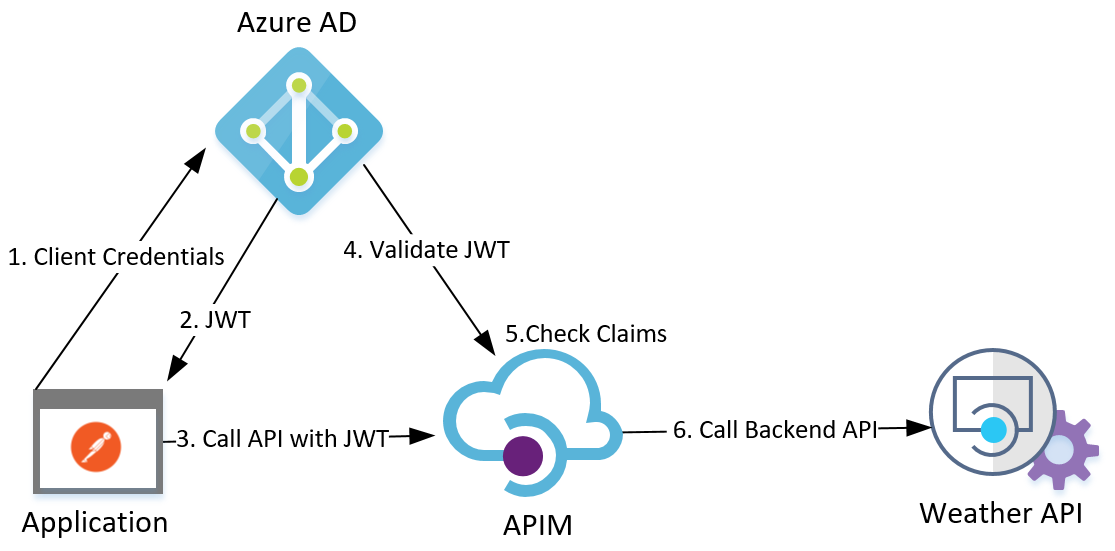 Azure AD
1. Client Credentials
4. Validate JWT
2. JWT
5.Check Claims
3. Call API with JWT
6. Call Backend API
Application
APIM
Weather API